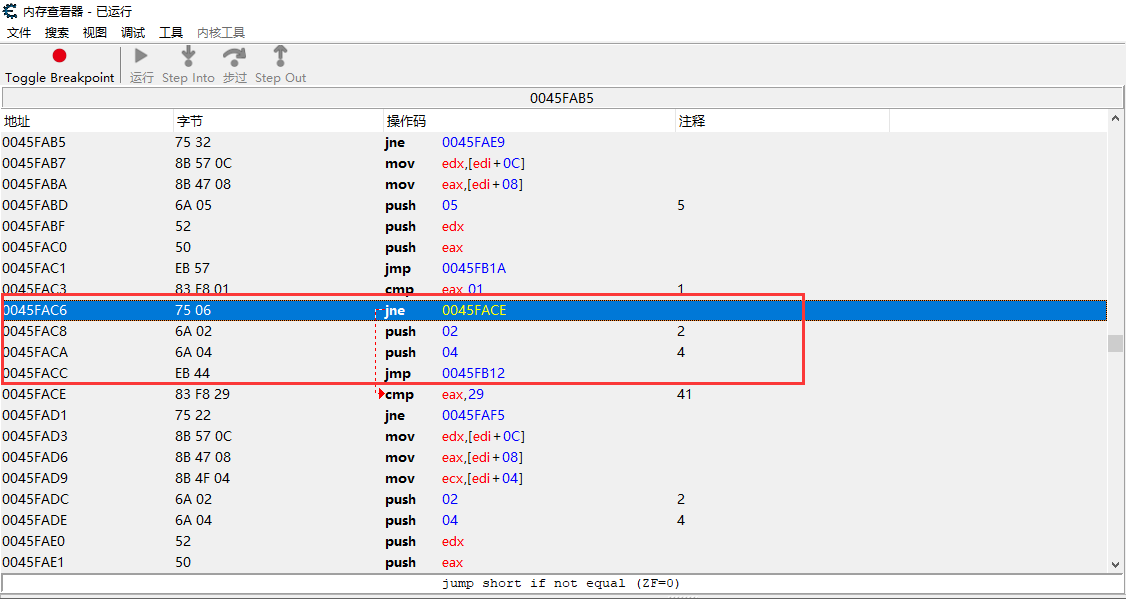 内存查看器 - 已运行
文件 搜索 视图 调试 工具 内核工具
Toggle Breakpoint 运行 Step Into 步过 Step Out
0045FAB5
地址 字节 操作码 注释
0045FAB5 75 32 jne 0045FAE9
0045FAB7 8B 57 0C mov edx,[edi+0C]
0045FABA 8B 47 08 mov eax,[edi+08]
0045FABD 6A 05 push 05 5
0045FABF 52 push edx
0045FAC0 50 push eax
0045FAC1 EB 57 jmp 0045FB1A
0045FAC3 83 F8 01 cmp eax,01 1
0045FAC6 75 06 jne 0045FACE
0045FAC8 6A 02 push 02 2
0045FACA 6A 04 push 04 4
0045FACC EB 44 jmp 0045FB12
0045FACE 83 F8 29 cmp eax,29 41
0045FAD1 75 22 jne 0045FAF5
0045FAD3 8B 57 0C mov edx,[edi+0C]
0045FAD6 8B 47 08 mov eax,[edi+08]
0045FAD9 8B 4F 04 mov ecx,[edi+04]
0045FADC 6A 02 push 02 2
0045FADE 6A 04 push 04 4
0045FAE0 52 push edx
0045FAE1 50 push eax
jump short if not equal (ZF=0)